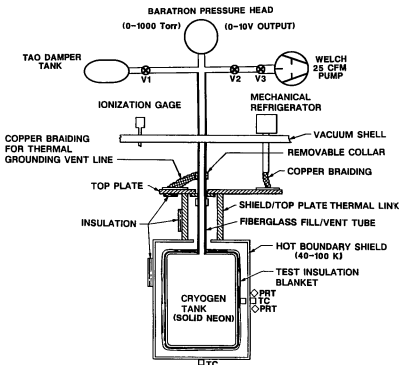 BARATRON PRESSURE HEAD
(0-1000 Torr)
(0-10V OUTPUT)
TAO DAMPER
TANK
V1
V2
V3
WELCH
25 CFM
PUMP
IONIZATION GAGE
MECHANICAL
REFRIGERATOR
COPPER BRAIDING
FOR THERMAL
GROUNDING VENT LINE
VACUUM SHELL
REMOVABLE COLLAR
COPPER BRAIDING
TOP PLATE
SHIELD/TOP PLATE THERMAL LINK
INSULATION
FIBERGLASS FILL/VENT TUBE
HOT BOUNDARY SHIELD
(40-100 K)
TEST INSULATION
BLANKET
CRYOGEN
TANK
(SOLID NEON)
PRT
TC
PRT
TC